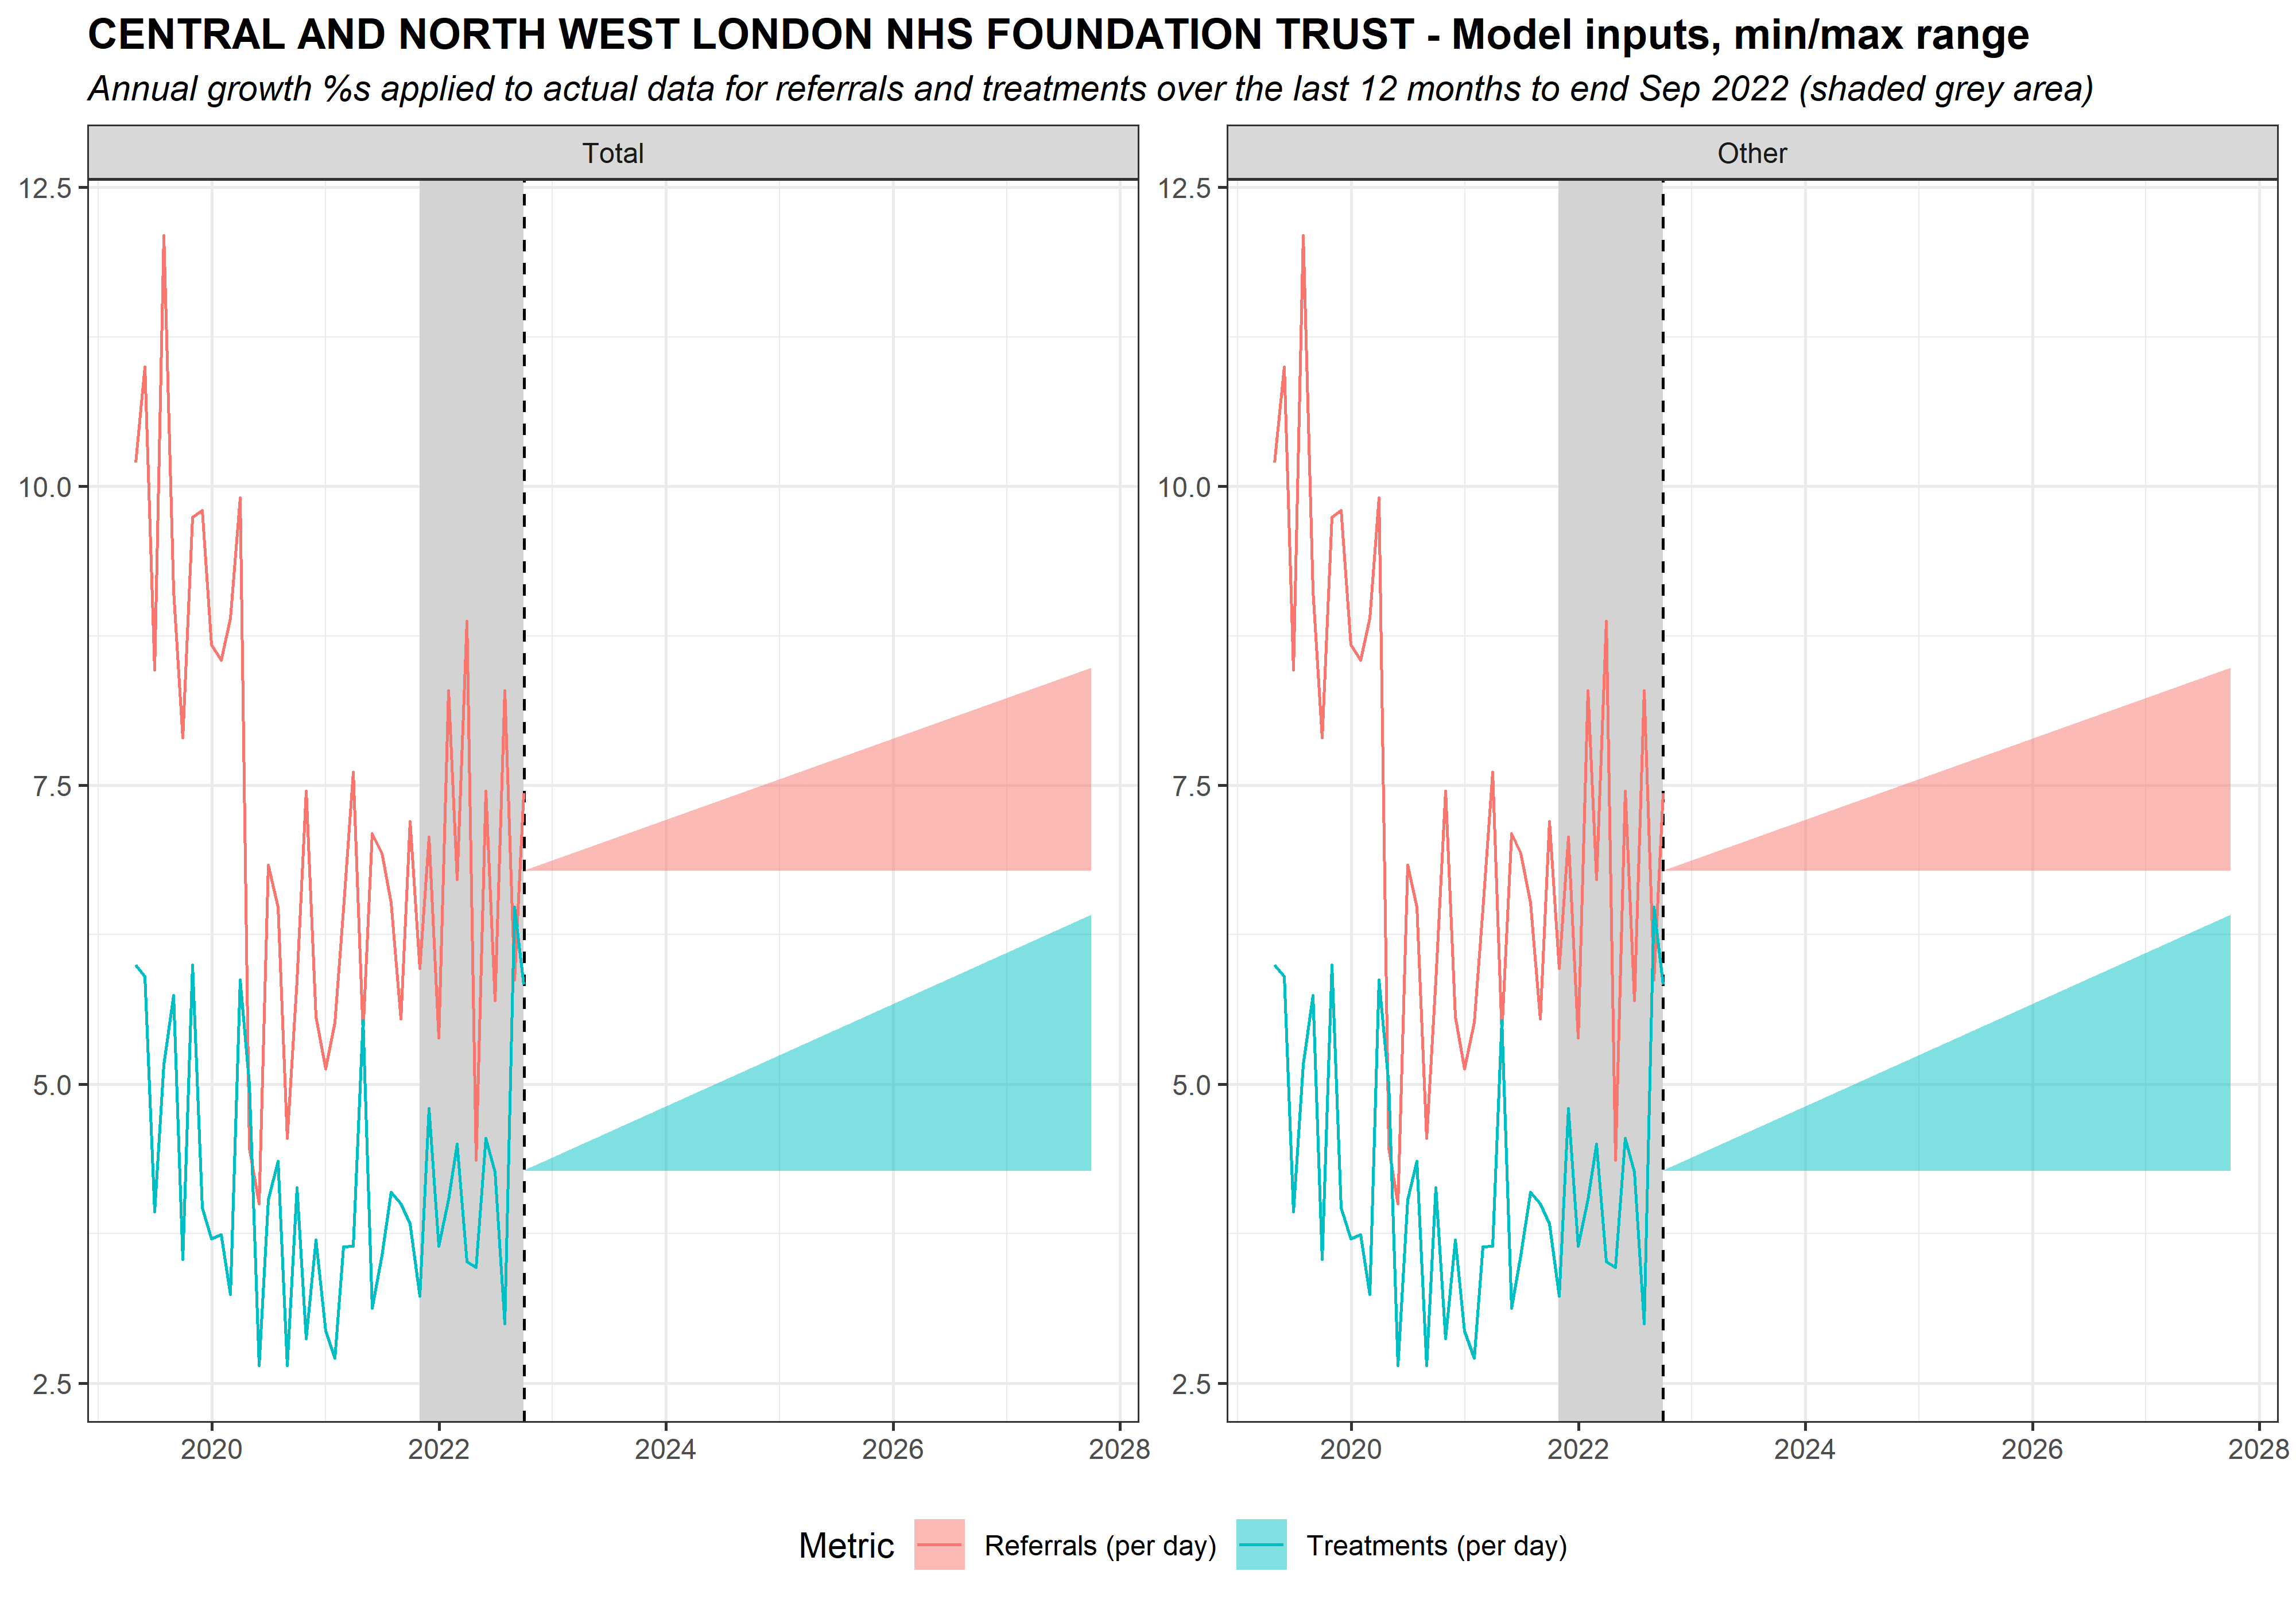 CENTRAL AND NORTH WEST LONDON NHS FOUNDATION TRUST - Model inputs, min/max range
Annual growth %s applied to actual data for referrals and treatments over the last 12 months to end Sep 2022 (shaded grey area)
Total
Other
12.5
10.0
7.5
5.0
2.5
12.5
10.0
7.5
5.0
2.5
2020 2022 2024 2026 2028
2020 2022 2024 2026 2028
Metric Referrals (per day) Treatments (per day)